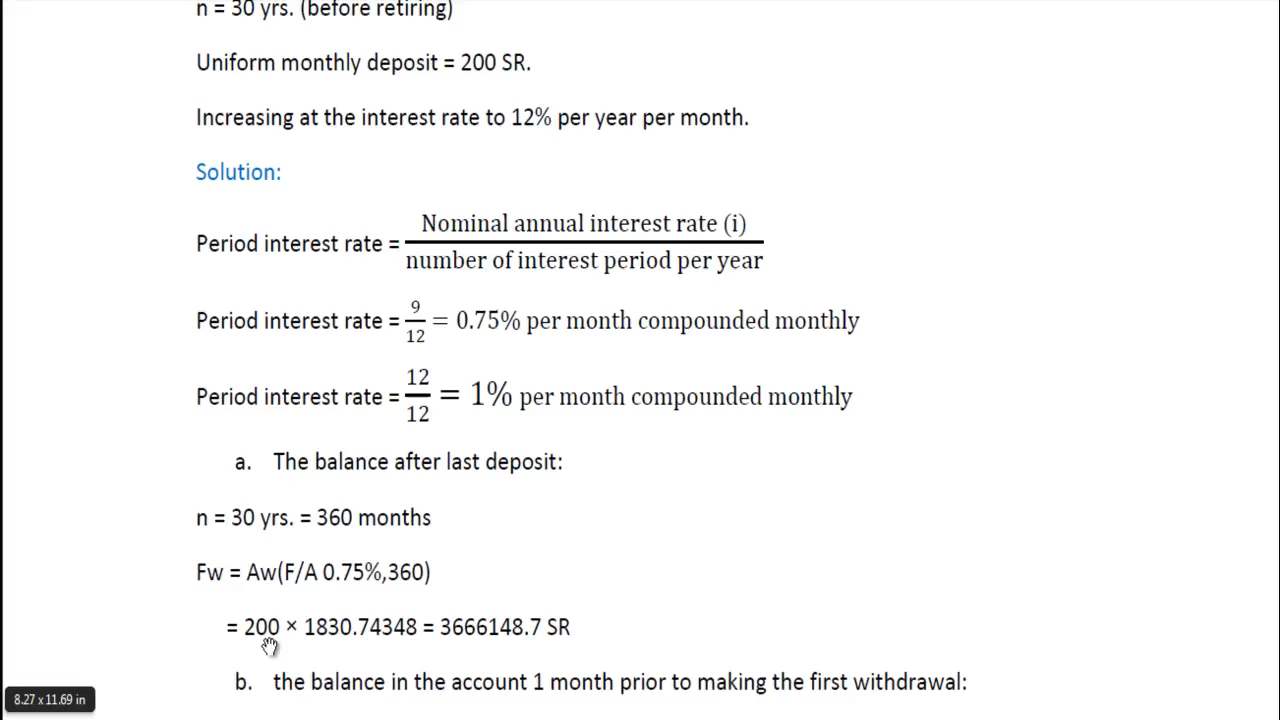 n = 30 yrs. (before retiring)
Uniform monthly deposit = 200 SR.
Increasing at the interest rate to 12% per year per month.
Solution:
Period interest rate = Nominal annual interest rate (i) / number of interest period per year
Period interest rate = 9/12 = 0.75% per month compounded monthly
Period interest rate = 12/12 = 1% per month compounded monthly
a. The balance after last deposit:
n = 30 yrs. = 360 months
Fw = Aw(F/A 0.75%,360)
= 200 × 1830.74348 = 3666148.7 SR
b. the balance in the account 1 month prior to making the first withdrawal:
8.27 x 11.69 in